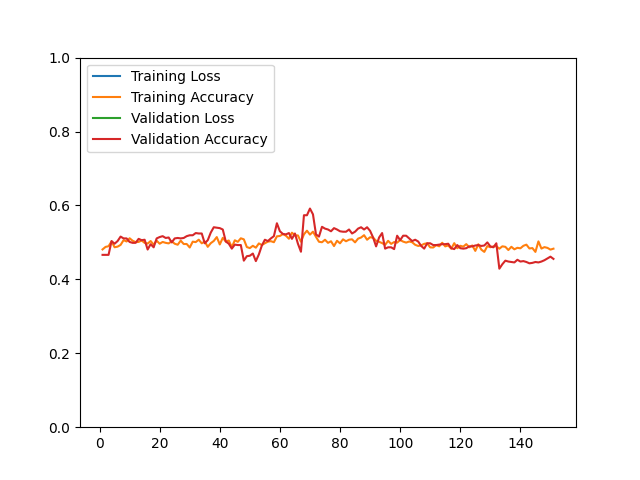 Training Loss
Training Accuracy
Validation Loss
Validation Accuracy
1.0
0.8
0.6
0.4
0.2
0.0
0 20 40 60 80 100 120 140